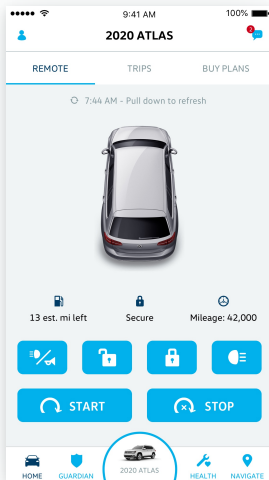 9:41 AM
100%
2020 ATLAS
2
REMOTE
TRIPS
BUY PLANS
7:44 AM - Pull down to refresh
13 est. mi left
Secure
Mileage: 42,000
START
STOP
2020 ATLAS
HOME
GUARDIAN
HEALTH
NAVIGATE